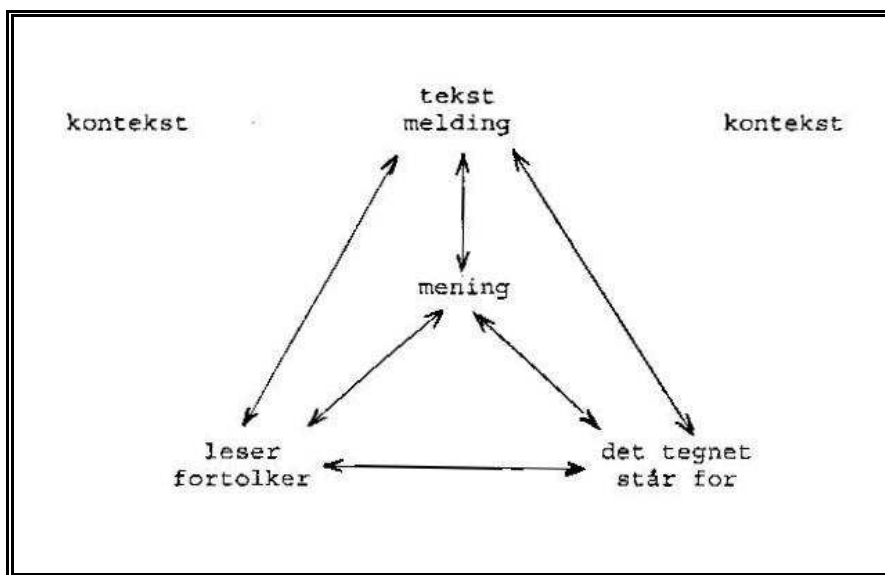 tekst
kontekst melding kontekst
mening
leser det tegnet
fortolker står for